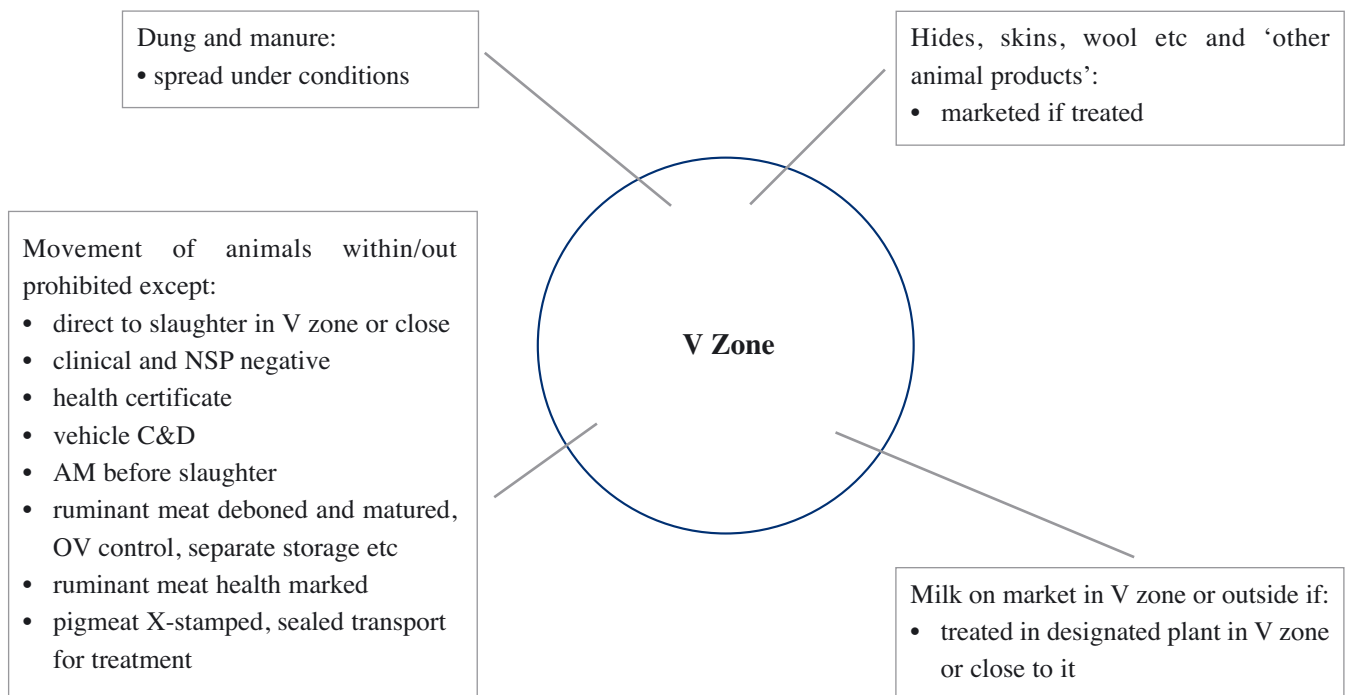 Dung and manure:
• spread under conditions
Hides, skins, wool etc and ‘other
animal products’:
• marketed if treated
Movement of animals within/out
prohibited except:
• direct to slaughter in V zone or close
• clinical and NSP negative
• health certificate
• vehicle C&D
• AM before slaughter
• ruminant meat deboned and matured,
OV control, separate storage etc
• ruminant meat health marked
• pigmeat X-stamped, sealed transport
for treatment
V Zone
Milk on market in V zone or outside if:
• treated in designated plant in V zone
or close to it